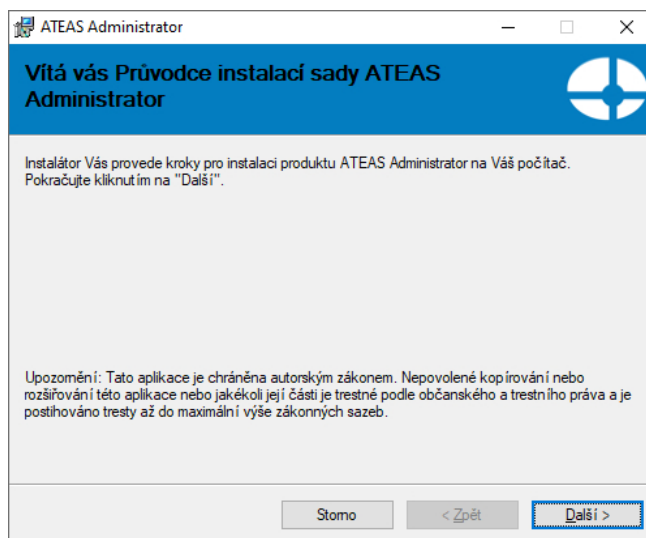 ATEAS Administrator
Vítá vás Průvodce instalací sady ATEAS
Administrator
Instalátor Vás provede kroky pro instalaci produktu ATEAS Administrator na Váš počítač.
Pokračujte kliknutím na "Další".
Upozornění: Tato aplikace je chráněna autorským zákonem. Nepovolené kopírování nebo
rozšiřování této aplikace nebo jakékoli její části je trestné podle občanského a trestního práva a je
postihováno tresty až do maximální výše zákonných sazeb.
Storno
< Zpět
Další >